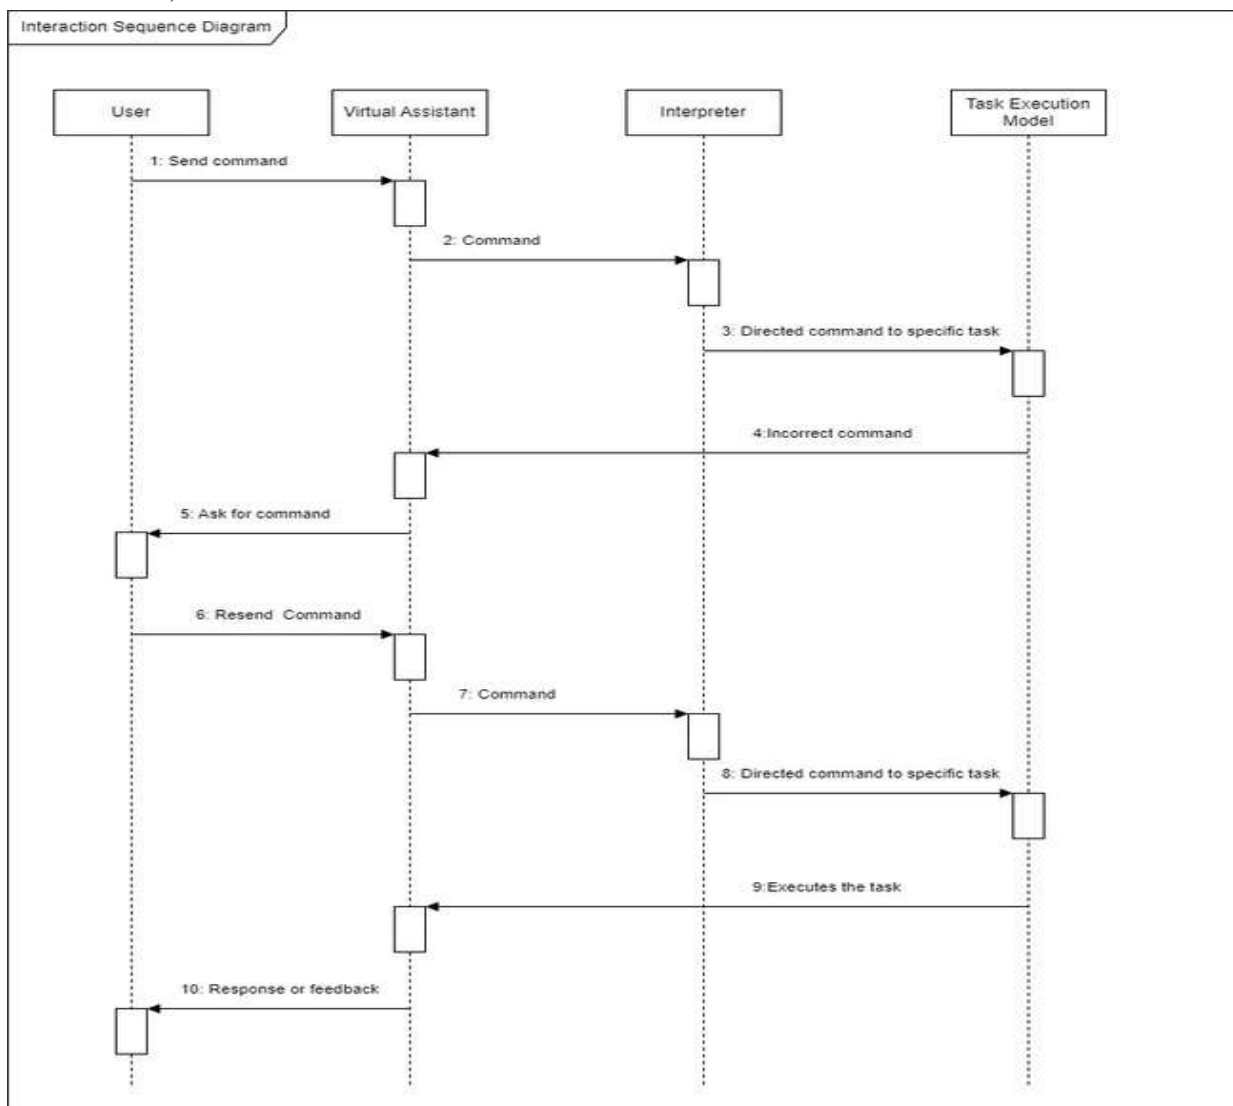 Interaction Sequence Diagram
User
Virtual Assistant
Interpreter
Task Execution
Model
1: Send command
2: Command
3: Directed command to specific task
4:Incorrect command
5: Ask for command
6: Resend  Command
7: Command
8: Directed command to specific task
9:Executes the task
10: Response or feedback